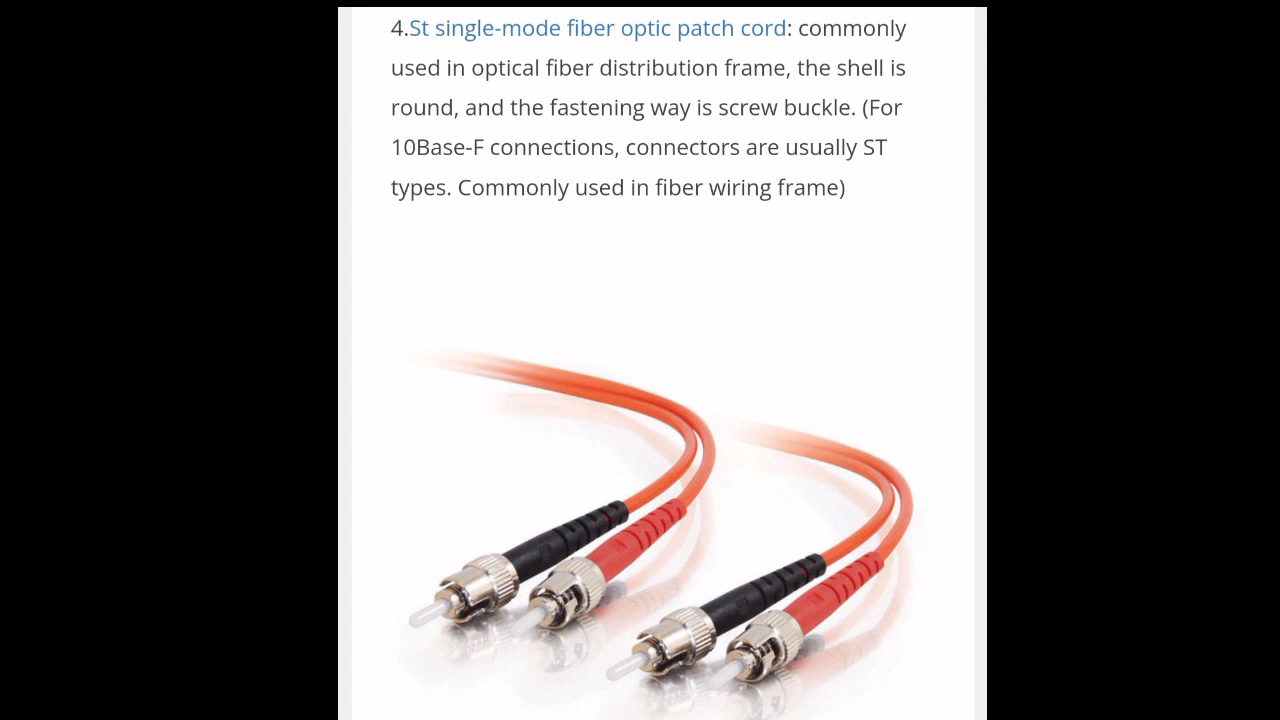 4.St single-mode fiber optic patch cord: commonly
used in optical fiber distribution frame, the shell is
round, and the fastening way is screw buckle. (For
10Base-F connections, connectors are usually ST
types. Commonly used in fiber wiring frame)